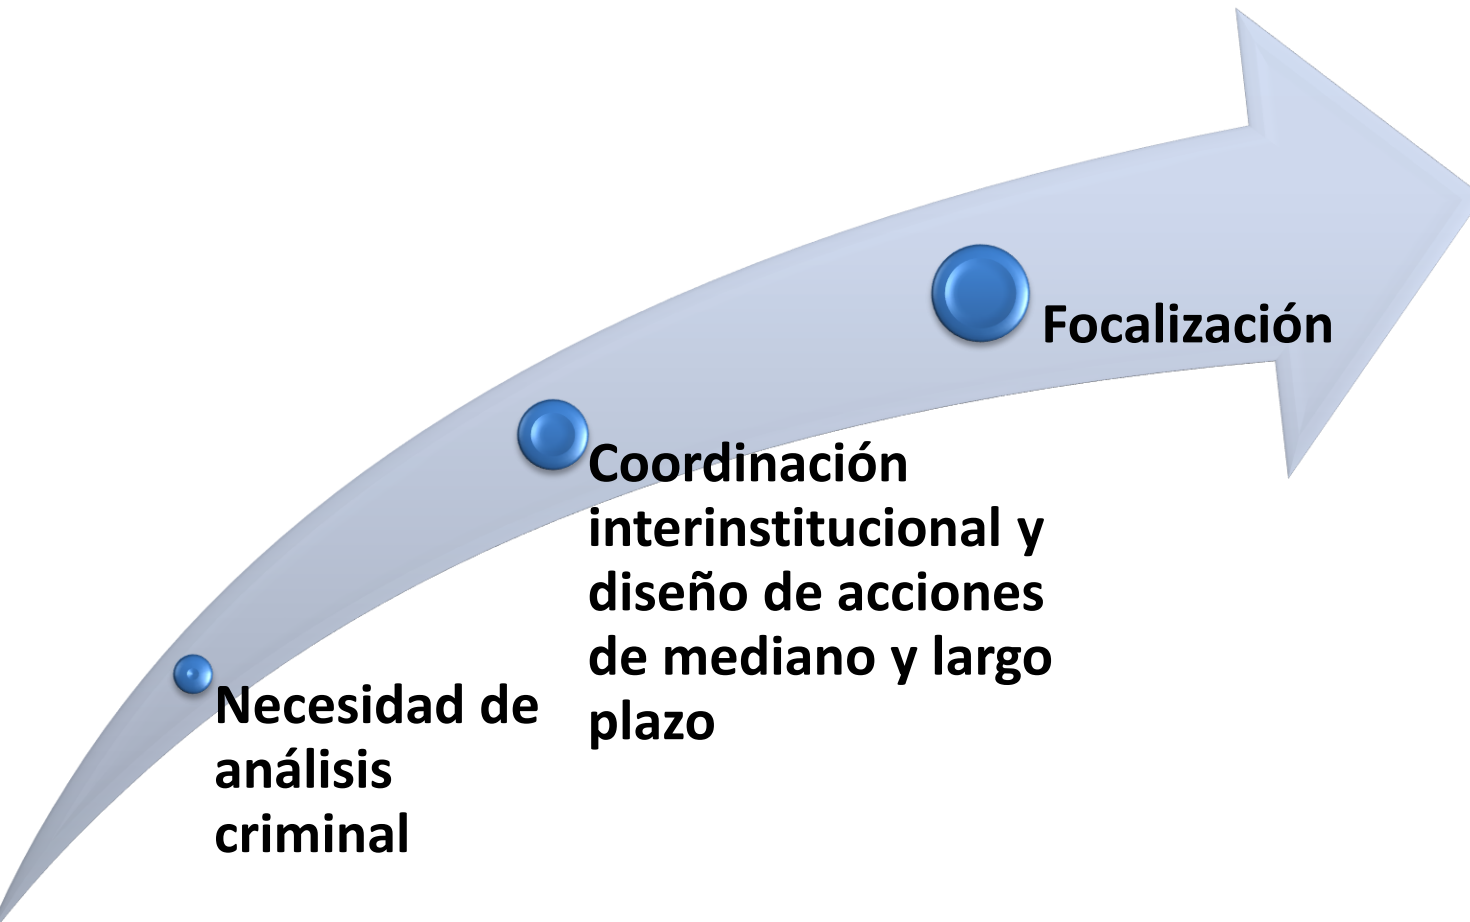 Necesidad de
análisis
criminal
Coordinación
interinstitucional y
diseño de acciones
de mediano y largo
plazo
Focalización